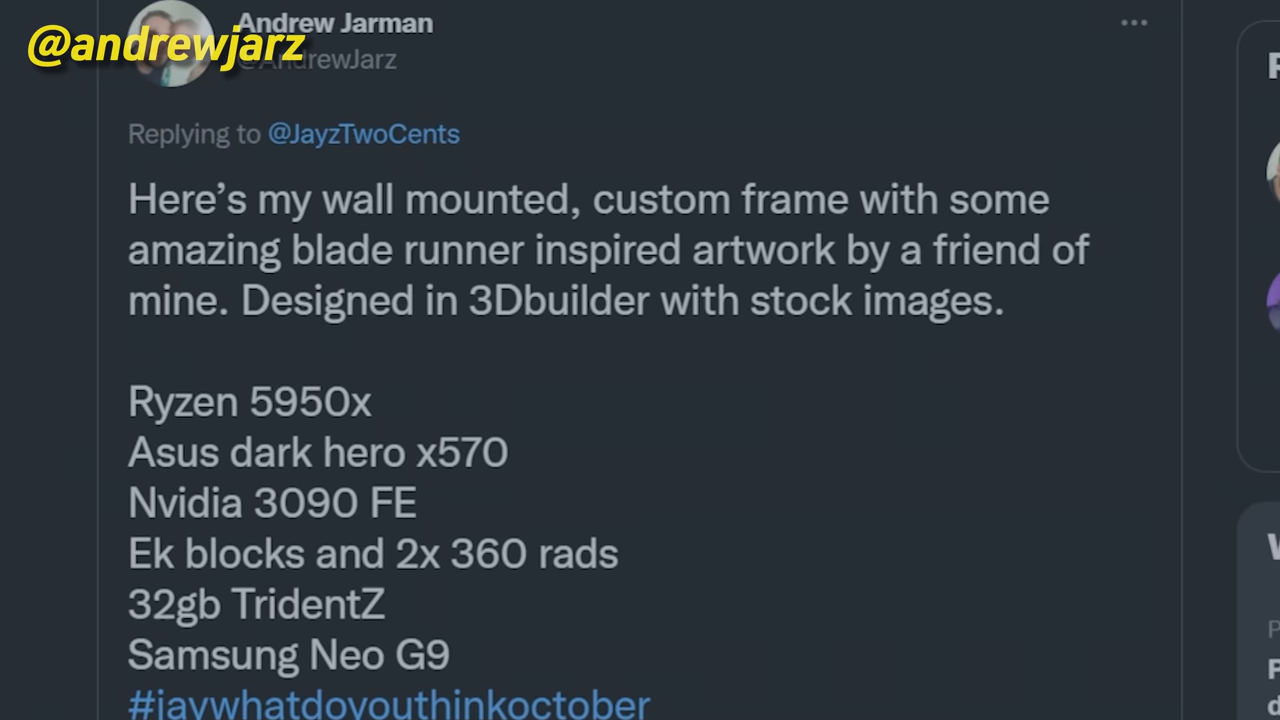 @andrewjarz
Andrew Jarman
@AndrewJarz
Replying to @JayzTwoCents
Here's my wall mounted, custom frame with some
amazing blade runner inspired artwork by a friend of
mine. Designed in 3Dbuilder with stock images.
Ryzen 5950x
Asus dark hero x570
Nvidia 3090 FE
Ek blocks and 2x 360 rads
32gb TridentZ
Samsung Neo G9
#jaywhatdoyouthinkoctober